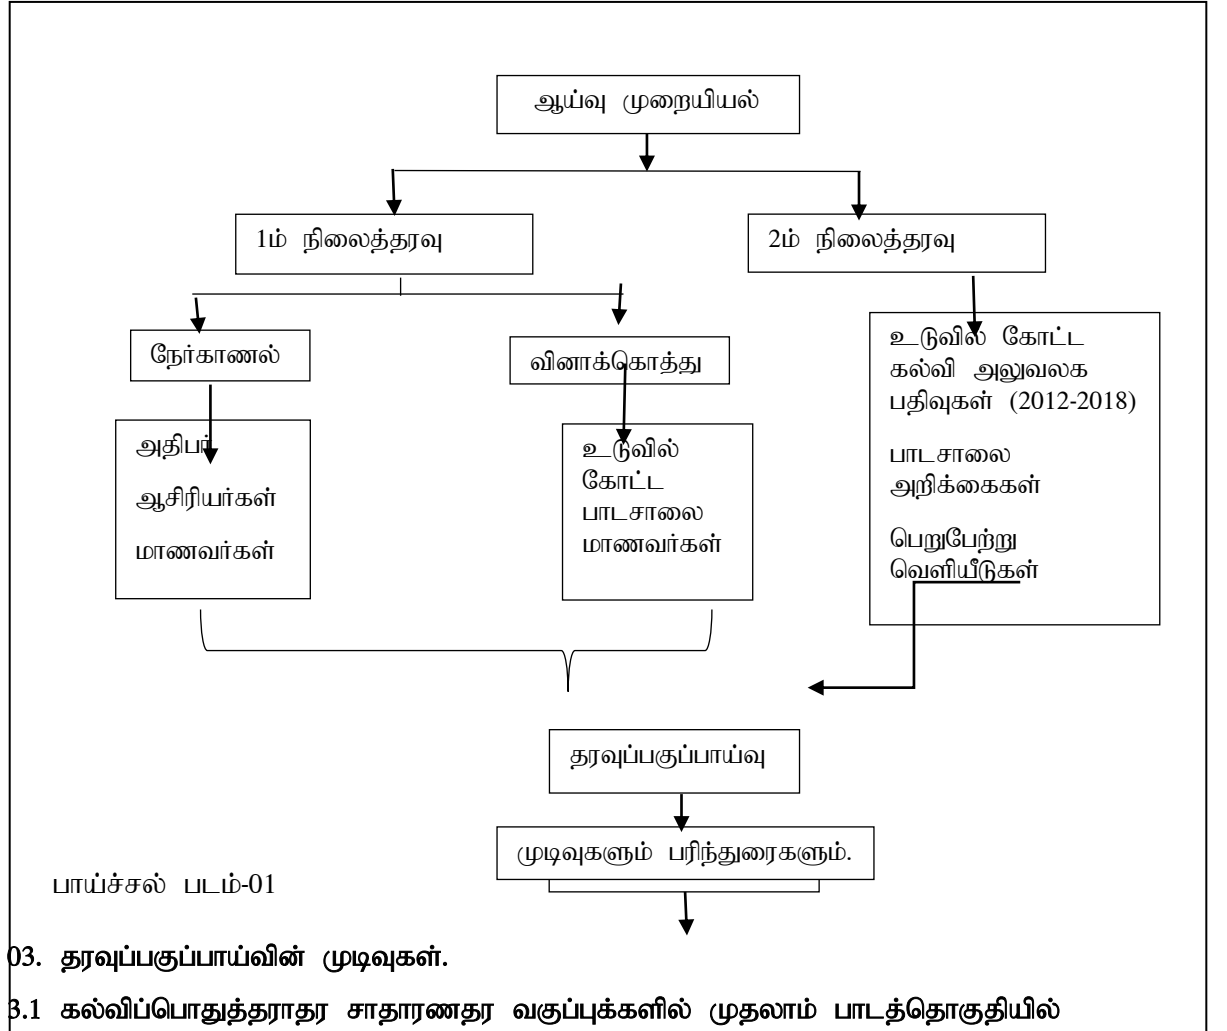 ஆய்வு முறையியல்
1ம் நிலைத்தரவு
2ம் நிலைத்தரவு
நேர்காணல்
வினாக்கொத்து
உடுவில் கோட்ட
கல்வி அலுவலக
பதிவுகள் (2012-2018)
பாடசாலை
அறிக்கைகள்
பெறுபேற்று
வெளியீடுகள்
அதிபர்
ஆசிரியர்கள்
மாணவர்கள்
உடுவில்
கோட்ட
பாடசாலை
மாணவர்கள்
தரவுப்பகுப்பாய்வு
முடிவுகளும் பரிந்துரைகளும்.
பாய்ச்சல் படம்-01
03. தரவுப்பகுப்பாய்வின் முடிவுகள்.
3.1 கல்விப்பொதுத்தராதர சாதாரணதர வகுப்புக்களில் முதலாம் பாடத்தொகுதியில்